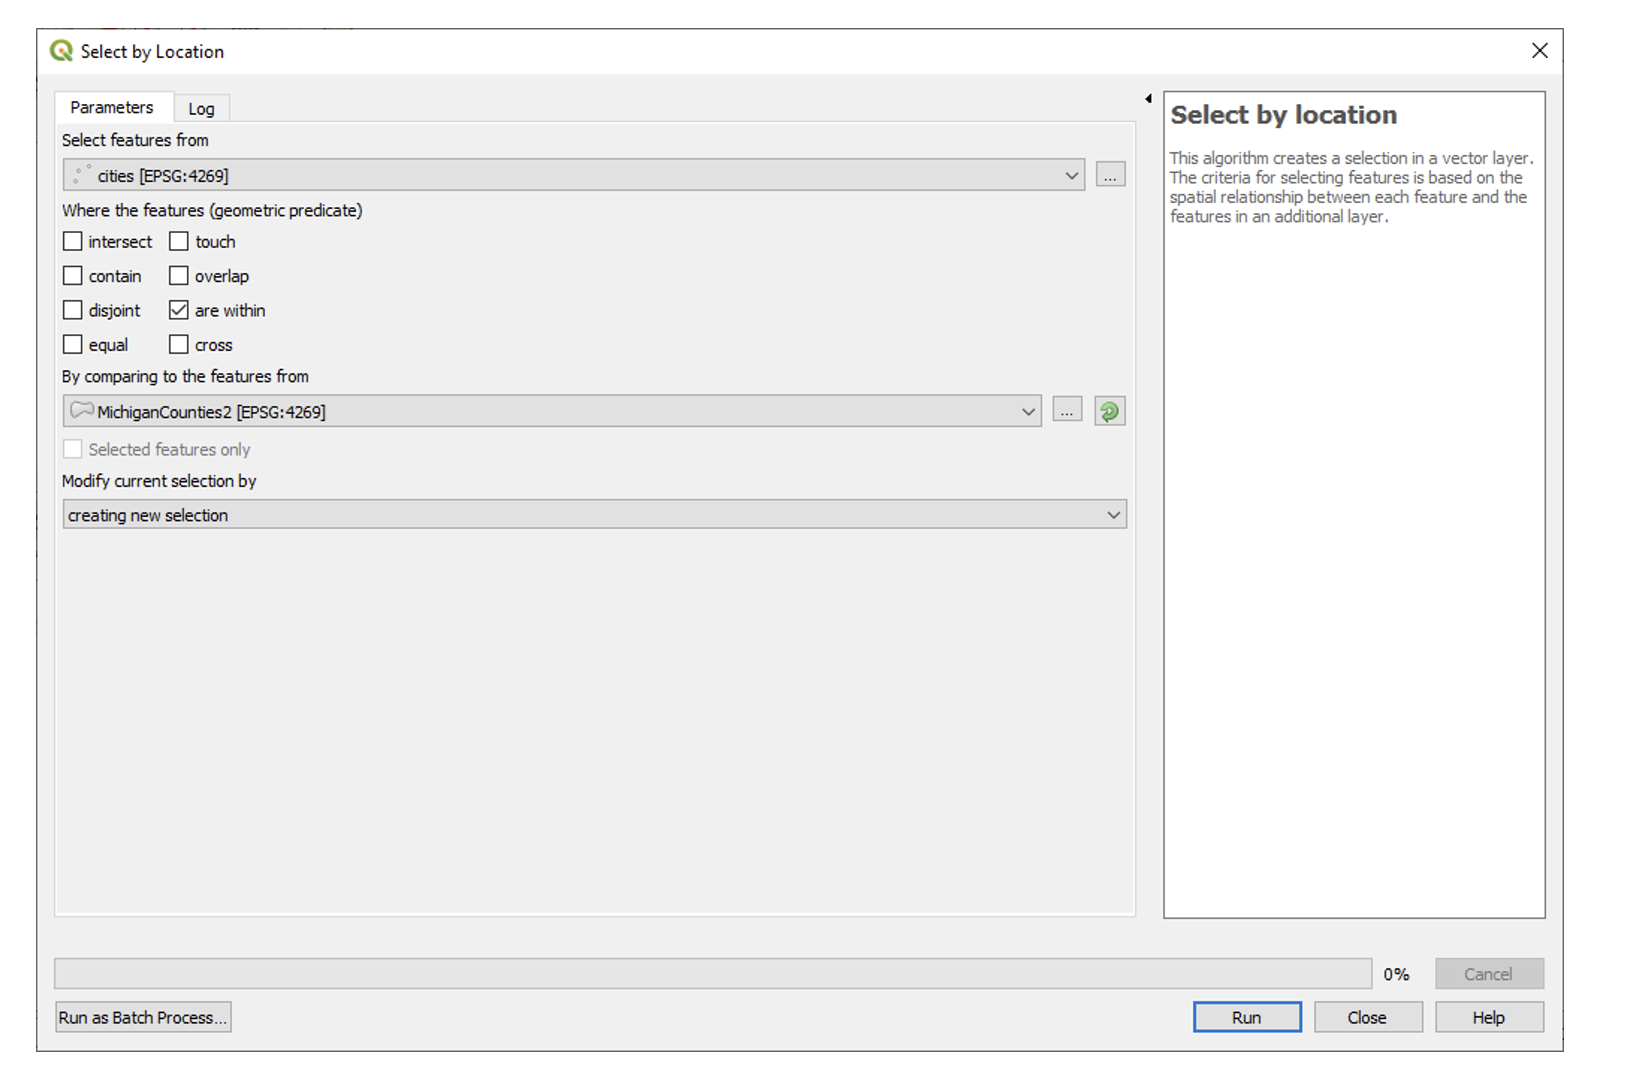 Select by Location
Parameters
Log
Select features from
cities [EPSG:4269]
...
Where the features (geometric predicate)
intersect touch
contain overlap
disjoint are within
equal cross
By comparing to the features from
MichiganCounties2 [EPSG:4269]
...
Selected features only
Modify current selection by
creating new selection
Select by location
This algorithm creates a selection in a vector layer.
The criteria for selecting features is based on the
spatial relationship between each feature and the
features in an additional layer.
0%
Cancel
Run as Batch Process...
Run
Close
Help